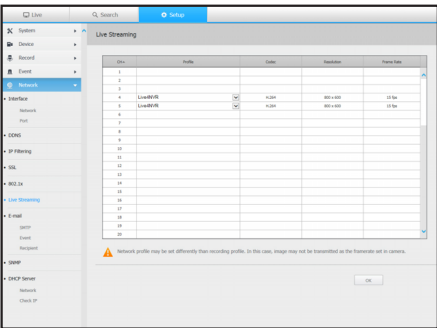 Live
Search
Setup
System
Device
Record
Event
Network
Interface
Network
Port
DDNS
IP Filtering
SSL
802.1x
Live Streaming
E-mail
SMTP
Event
Recipient
SNMP
DHCP Server
Network
Check IP
Live Streaming
CH Profile Codec Resolution Frame Rate
1
2
3
4 Live4NVR H.264 800 x 600 15 fps
5 Live4NVR H.264 800 x 600 15 fps
6
7
8
9
10
11
12
13
14
15
16
17
18
19
20
Network profile may be set differently than recording profile. In this case, image may not be transmitted as the framerate set in camera.
OK